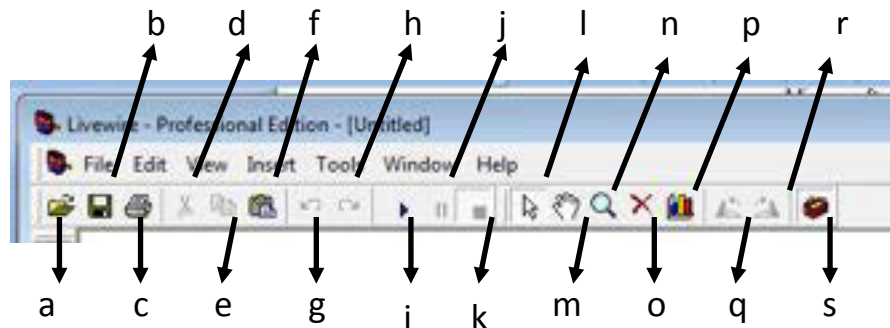 b d f h j l n p r
Livewire - Professional Edition - [Untitled]
File Edit View Insert Tools Window Help
a c e g i k m o q s